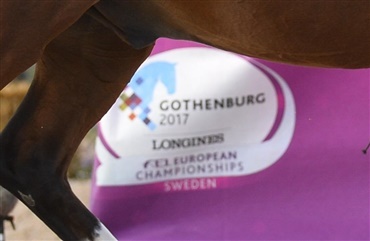 GOTHENBURG
2017
LONGINES
FEI EUROPEAN
CHAMPIONSHIPS
SWEDEN